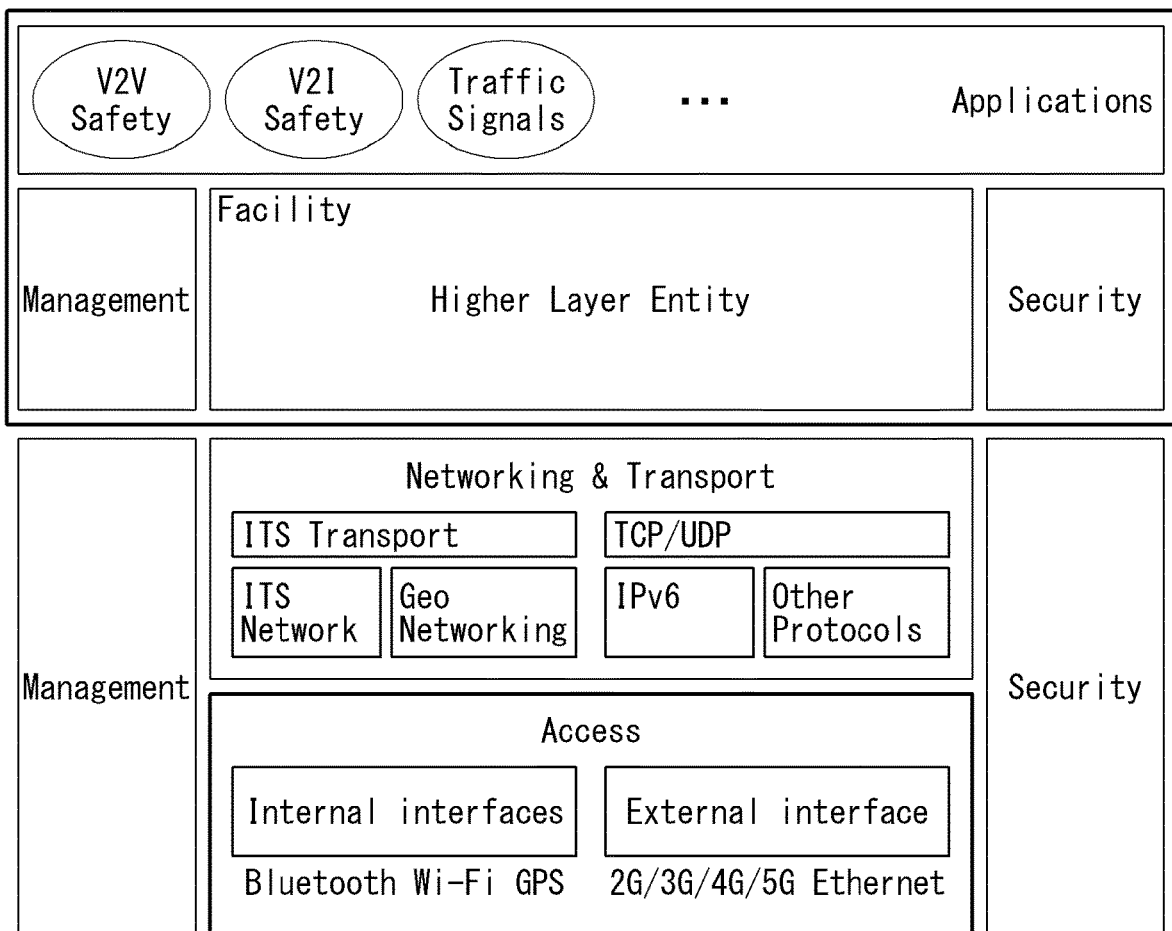 V2V
Safety
V2I
Safety
Traffic
Signals
...
Applications
Management
Facility
Higher Layer Entity
Security
Management
Networking & Transport
ITS Transport
TCP/UDP
ITS
Network
Geo
Networking
IPv6
Other
Protocols
Security
Access
Internal interfaces
External interface
Bluetooth Wi-Fi GPS
2G/3G/4G/5G Ethernet